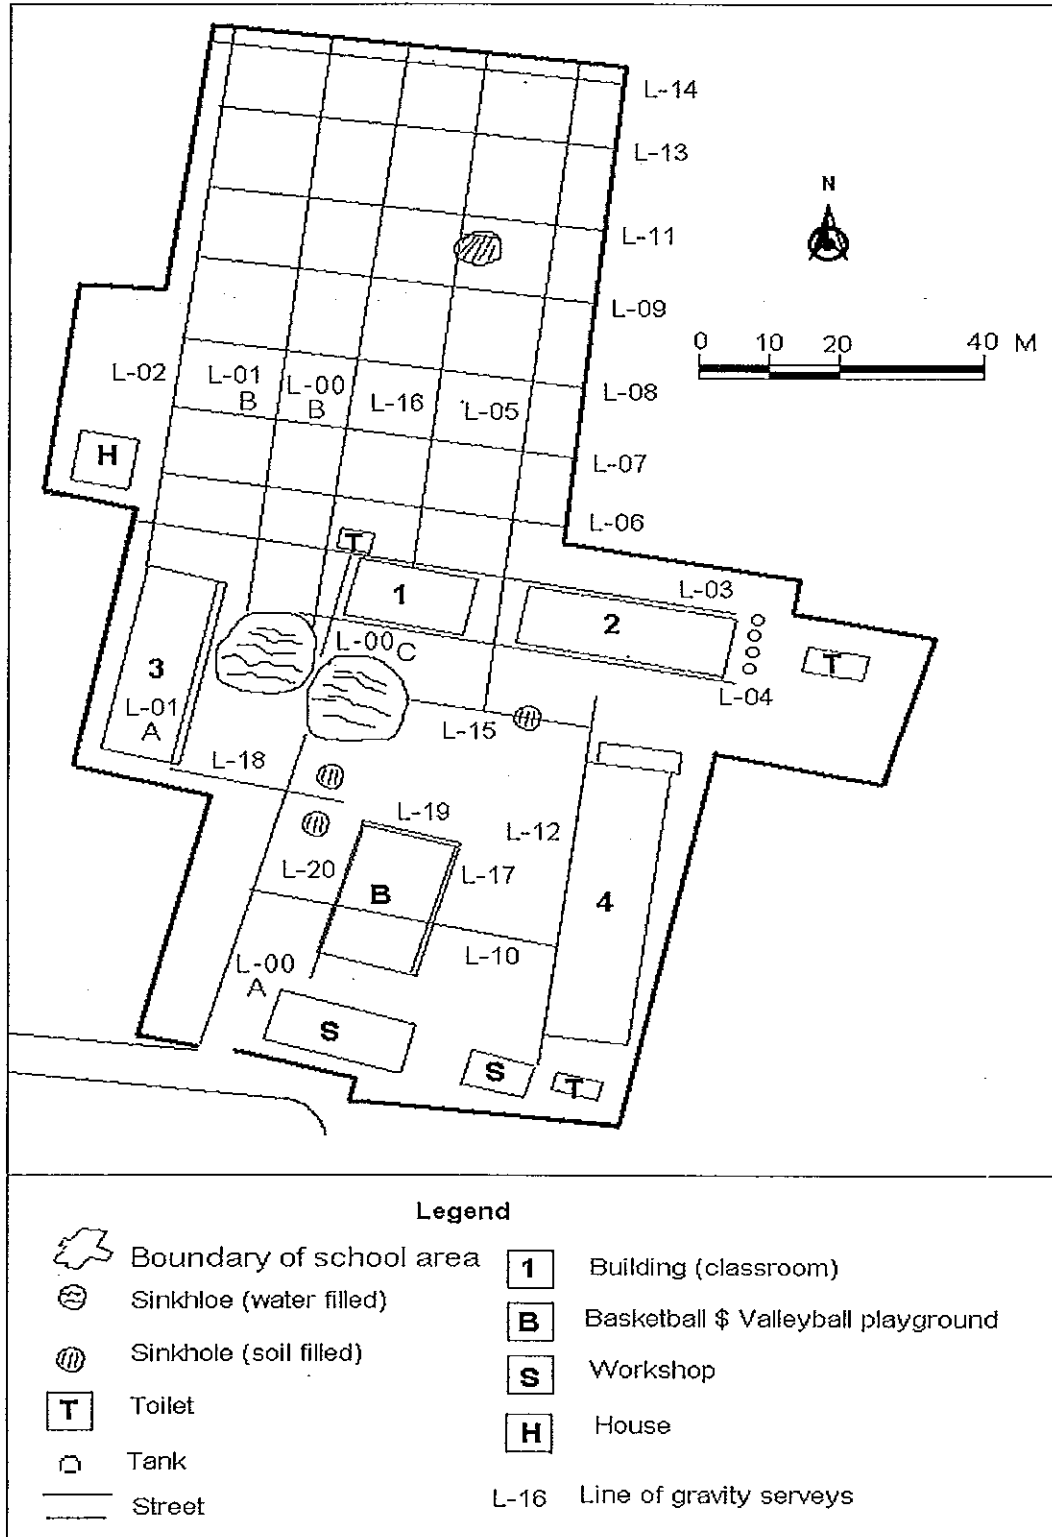 L-14
L-13
N
L-11
L-09
0 10 20 40 M
L-02
L-01
B
L-00
B
L-16
L-05
L-08
H
L-07
L-06
T
1
L-03
2
3
L-00 C
T
L-04
L-01
A
L-15
L-18
L-19
L-12
L-20
L-17
B
4
L-10
L-00
A
S
S
T
Legend
Boundary of school area
Sinkhloe (water filled)
Sinkhole (soil filled)
T Toilet
Tank
Street
1 Building (classroom)
B Basketball $ Valleyball playground
S Workshop
H House
L-16 Line of gravity serveys